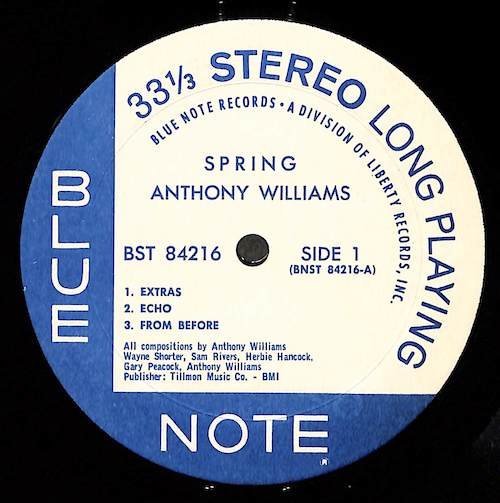 33⅓ STEREO LONG PLAYING
BLUE NOTE RECORDS • A DIVISION OF LIBERTY RECORDS, INC.
SPRING
ANTHONY WILLIAMS
BST 84216
SIDE 1
(BNST 84216-A)
1. EXTRAS
2. ECHO
3. FROM BEFORE
All compositions by Anthony Williams
Wayne Shorter, Sam Rivers, Herbie Hancock,
Gary Peacock, Anthony Williams
Publisher: Tillmon Music Co. - BMI
BLUE
NOTE